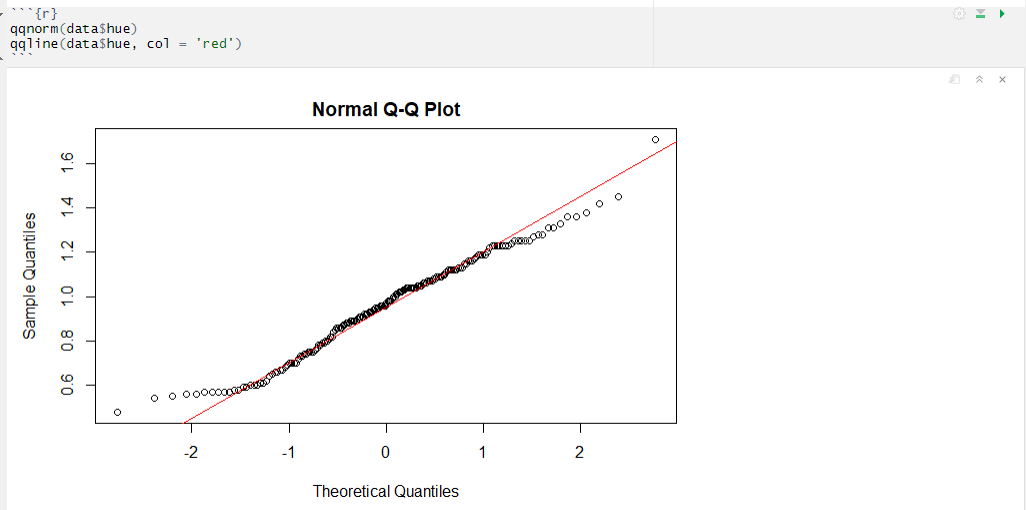 ```{r}
qqnorm(data$hue)
qqline(data$hue, col = 'red')
```
Normal Q-Q Plot
Sample Quantiles
1.6
1.4
1.2
1.0
0.8
0.6
-2 -1 0 1 2
Theoretical Quantiles